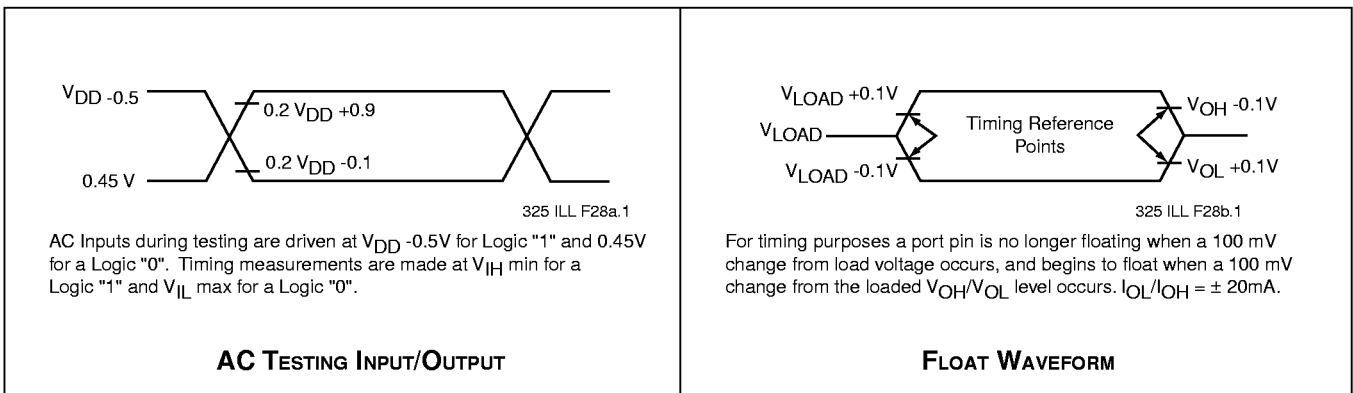 VDD -0.5
0.2 VDD +0.9
0.2 VDD -0.1
0.45 V
325 ILL F28a.1
AC Inputs during testing are driven at VDD -0.5V for Logic "1" and 0.45V
for a Logic "0". Timing measurements are made at VIH min for a
Logic "1" and VIL max for a Logic "0".
AC TESTING INPUT/OUTPUT
VLOAD +0.1V
VLOAD
VLOAD -0.1V
Timing Reference
Points
VOH -0.1V
VOL +0.1V
325 ILL F28b.1
For timing purposes a port pin is no longer floating when a 100 mV
change from load voltage occurs, and begins to float when a 100 mV
change from the loaded VOH/VOL level occurs. IOL/IOH = ± 20mA.
FLOAT WAVEFORM